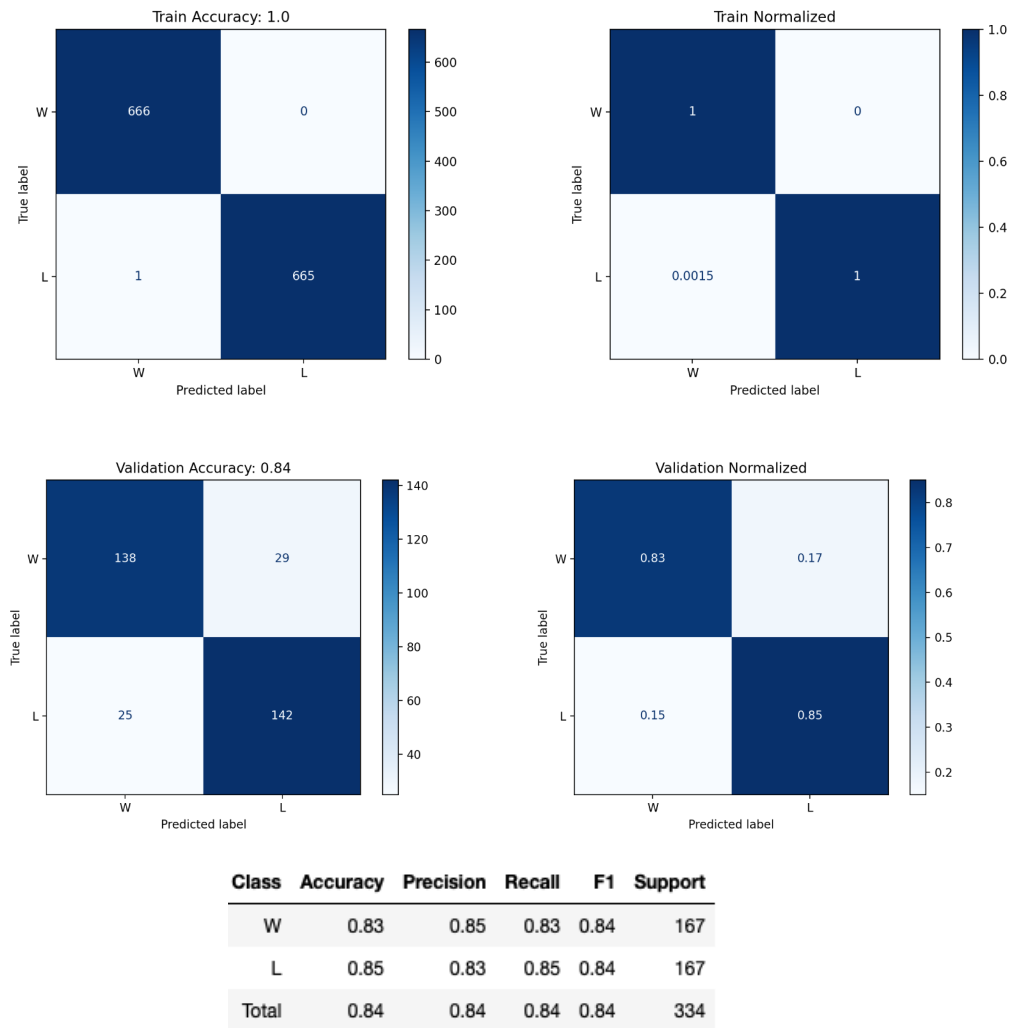 Train Accuracy: 1.0
W
666
0
True label
L
1
665
W
L
Predicted label
600
500
400
300
200
100
0
Train Normalized
W
1
0
True label
L
0.0015
1
W
L
Predicted label
1.0
0.8
0.6
0.4
0.2
0.0
Validation Accuracy: 0.84
W
138
29
True label
L
25
142
W
L
Predicted label
140
120
100
80
60
40
Validation Normalized
W
0.83
0.17
True label
L
0.15
0.85
W
L
Predicted label
0.8
0.7
0.6
0.5
0.4
0.3
0.2
Class Accuracy Precision Recall F1 Support
W 0.83 0.85 0.83 0.84 167
L 0.85 0.83 0.85 0.84 167
Total 0.84 0.84 0.84 0.84 334